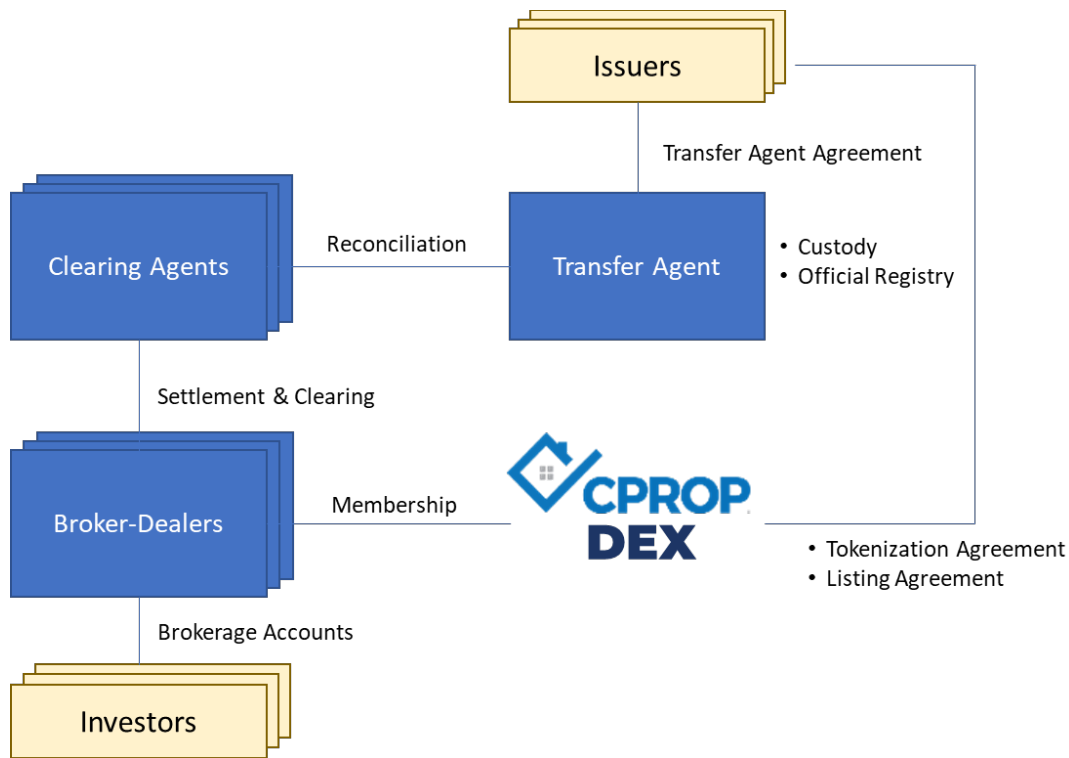 Issuers
Transfer Agent Agreement
Clearing Agents
Reconciliation
Transfer Agent
• Custody
• Official Registry
Settlement & Clearing
Broker-Dealers
Membership
CPROP
DEX
• Tokenization Agreement
• Listing Agreement
Brokerage Accounts
Investors